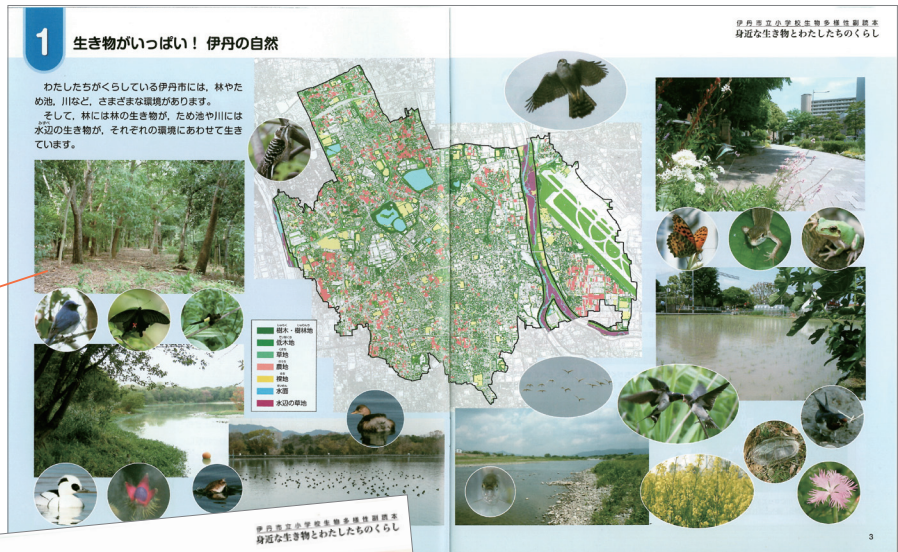 1
生き物がいっぱい！ 伊丹の自然
伊丹市立小学校生物多様性副読本
身近な生き物とわたしたちのくらし
わたしたちがくらしている伊丹市には，林やた
め池，川など，さまざまな環境があります。
そして，林には林の生き物が，ため池や川には
水辺の生き物が，それぞれの環境にあわせて生き
ています。
樹木・樹林地
低木地
草地
農地
裸地
水面
水辺の草地
伊丹市立小学校生物多様性副読本
身近な生き物とわたしたちのくらし
3